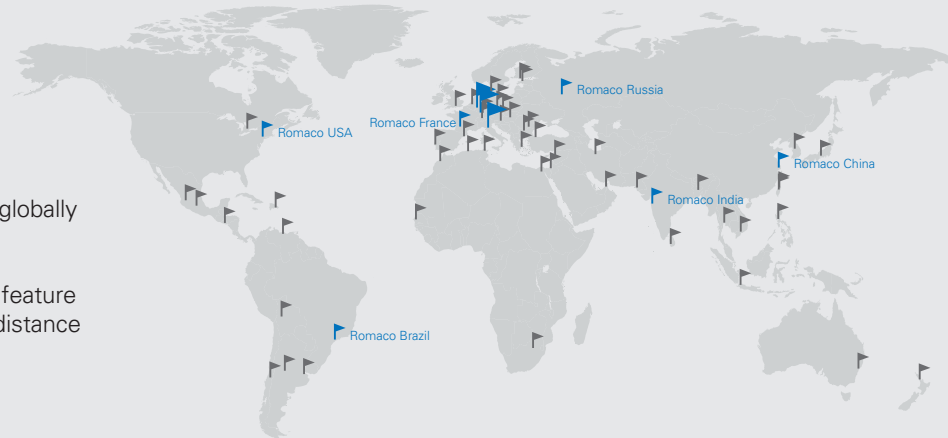 globally
feature
distance
Romaco Russia
Romaco France
Romaco USA
Romaco China
Romaco India
Romaco Brazil